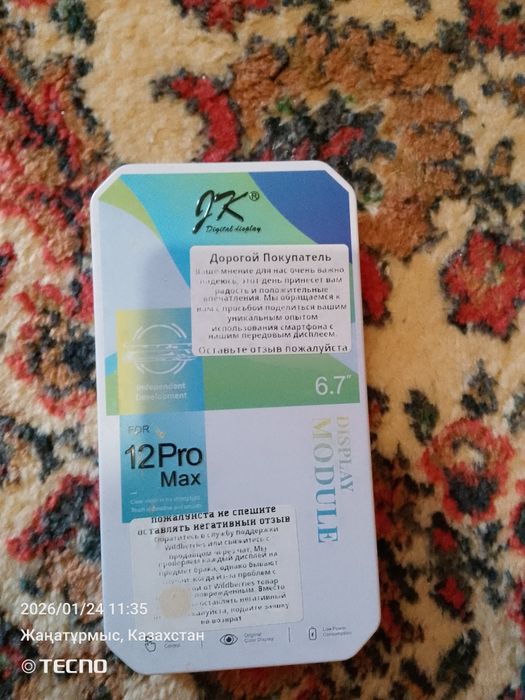 JK®
Digital display
Дорогой Покупатель
Ваше мнение для нас очень важно
надеюсь, этот день принесет вам
радость и положительные
впечатления. Мы обращаемся к
вам с просьбой поделиться вашим
уникальным опытом
использования смартфона с
нашим передовым дисплеем.
Оставьте отзыв пожалуйста
Independent
Development
6.7"
FOR
12Pro
Max
DISPLAY
MODULE
пожалуйста не спешите
оставлять негативный отзыв
Обратитесь в службу поддержки
Wildberries или свяжитесь с
продавцом через чат. Мы
проверяем каждый дисплей на
предмет брака, однако бывают
когда из-за проблем с
от Wildberries товар
поврежденным. Вместо
оставлять негативный
подайте заявку
на возврат
Control
Original
Color Display
Low Power
Consumption
2026/01/24 11:35
Жаңатұрмыс, Казахстан
TECNO